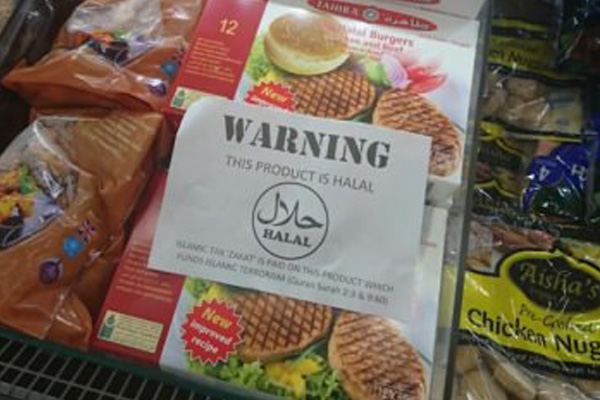 TAHIRA طاهرة
12
Halal Burgers
New
WARNING
THIS PRODUCT IS HALAL
حلال
HALAL
ISLAMIC TAX 'ZAKAT' IS PAID ON THIS PRODUCT WHICH
FUNDS ISLAMIC TERRORISM (Quran Surah 2:3 & 9:60)
New
improved
recipe
Aisha's
Chicken Nug